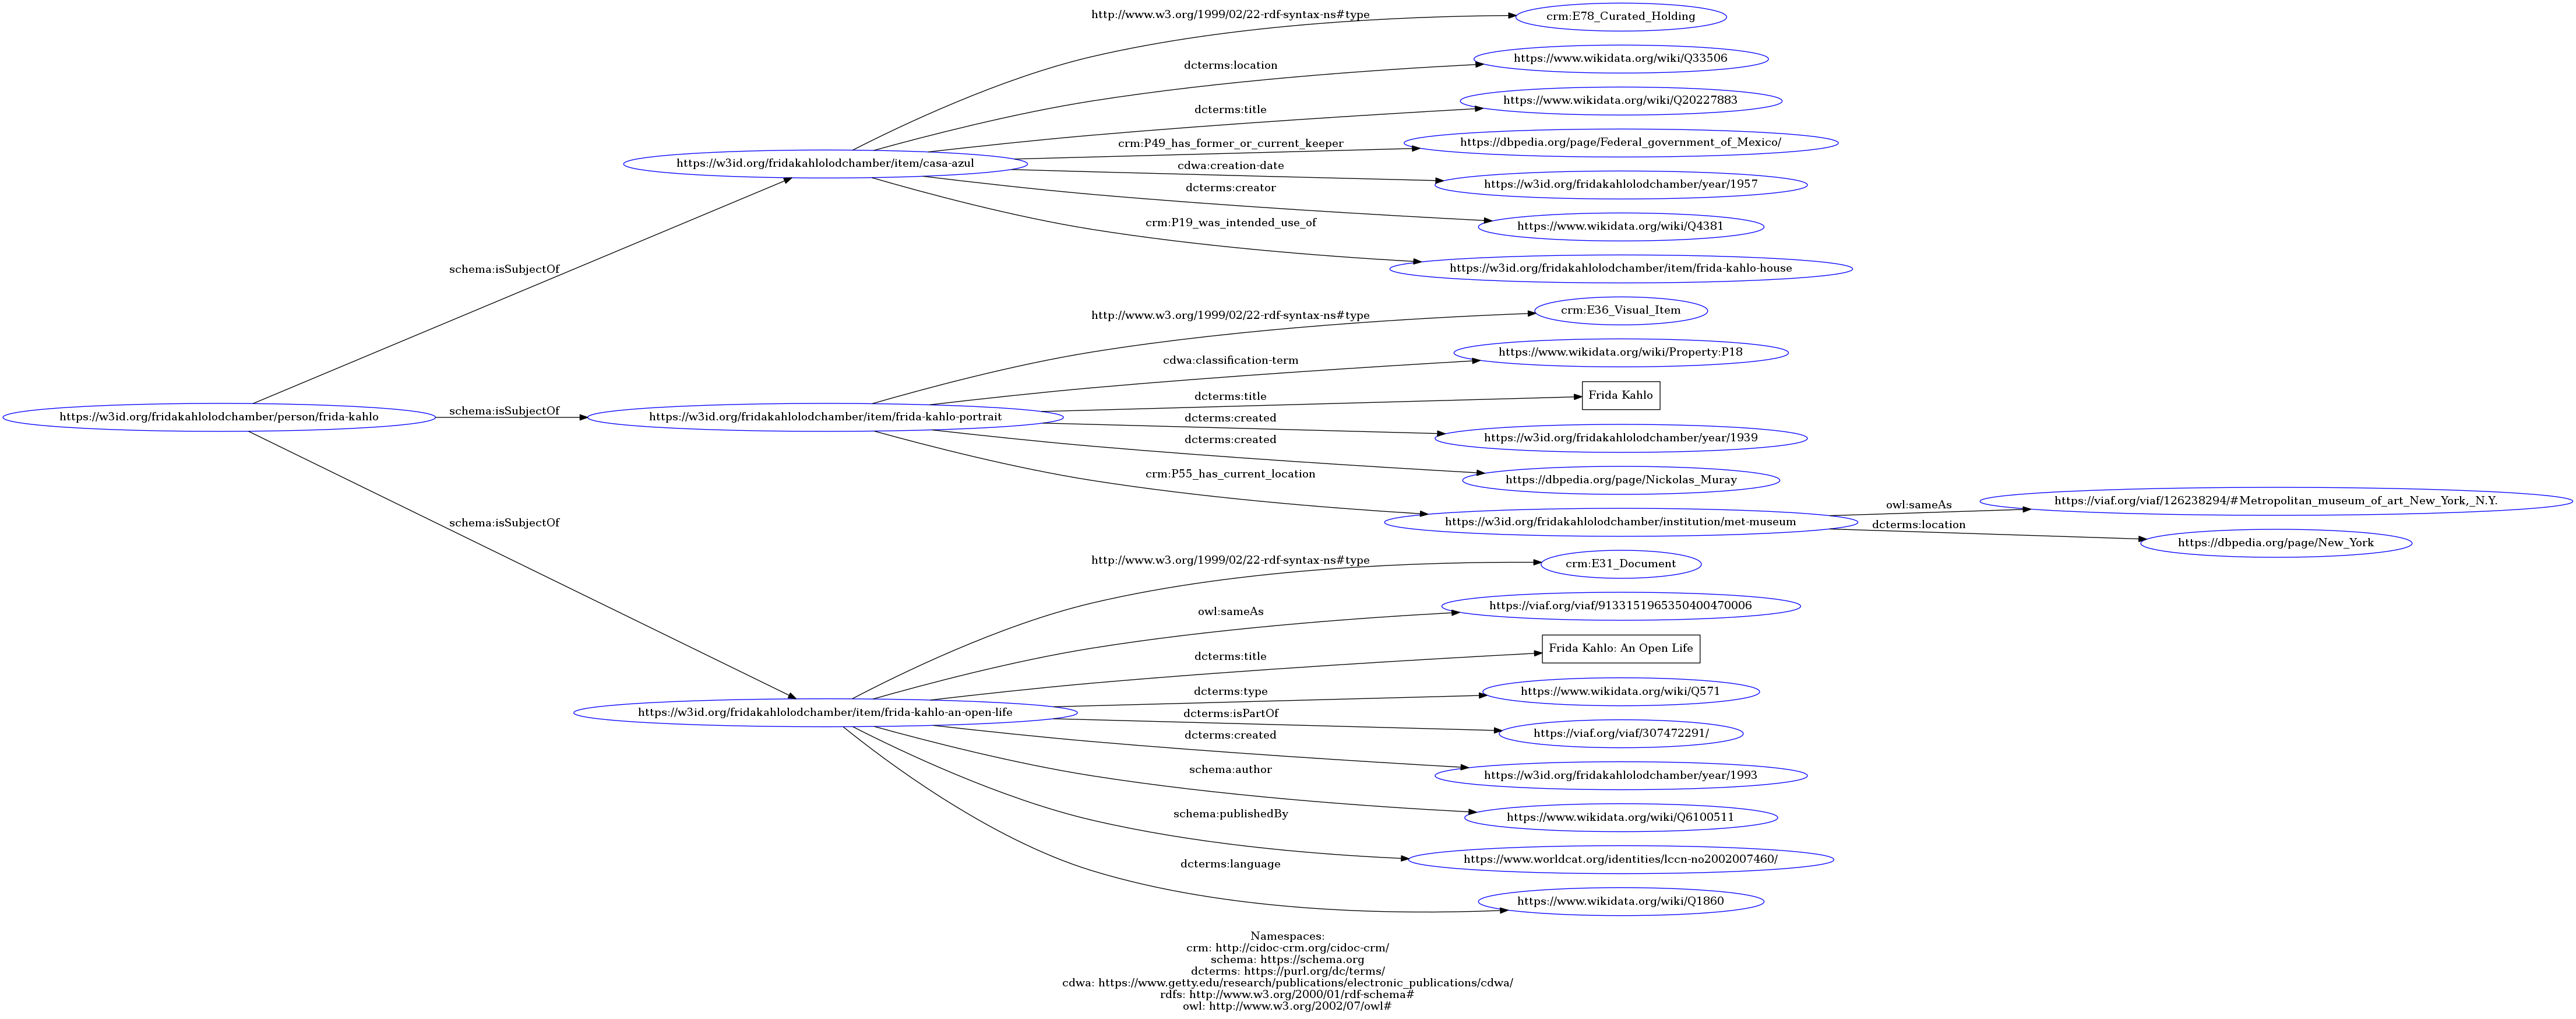 http://www.w3.org/1999/02/22-rdf-syntax-ns#type
crm:E78_Curated_Holding
dcterms:location
https://www.wikidata.org/wiki/Q33506
dcterms:title
https://www.wikidata.org/wiki/Q20227883
crm:P49_has_former_or_current_keeper
https://dbpedia.org/page/Federal_government_of_Mexico/
https://w3id.org/fridakahlolodchamber/item/casa-azul
cdwa:creation-date
https://w3id.org/fridakahlolodchamber/year/1957
dcterms:creator
https://www.wikidata.org/wiki/Q4381
crm:P19_was_intended_use_of
https://w3id.org/fridakahlolodchamber/item/frida-kahlo-house
schema:isSubjectOf
http://www.w3.org/1999/02/22-rdf-syntax-ns#type
crm:E36_Visual_Item
cdwa:classification-term
https://www.wikidata.org/wiki/Property:P18
dcterms:title
Frida Kahlo
https://w3id.org/fridakahlolodchamber/person/frida-kahlo
schema:isSubjectOf
https://w3id.org/fridakahlolodchamber/item/frida-kahlo-portrait
dcterms:created
https://w3id.org/fridakahlolodchamber/year/1939
dcterms:created
https://dbpedia.org/page/Nickolas_Muray
crm:P55_has_current_location
https://w3id.org/fridakahlolodchamber/institution/met-museum
owl:sameAs
https://viaf.org/viaf/126238294/#Metropolitan_museum_of_art_New_York,_N.Y.
dcterms:location
https://dbpedia.org/page/New_York
schema:isSubjectOf
http://www.w3.org/1999/02/22-rdf-syntax-ns#type
crm:E31_Document
owl:sameAs
https://viaf.org/viaf/9133151965350400470006
dcterms:title
Frida Kahlo: An Open Life
dcterms:type
https://www.wikidata.org/wiki/Q571
https://w3id.org/fridakahlolodchamber/item/frida-kahlo-an-open-life
dcterms:isPartOf
https://viaf.org/viaf/307472291/
dcterms:created
https://w3id.org/fridakahlolodchamber/year/1993
schema:author
https://www.wikidata.org/wiki/Q6100511
schema:publishedBy
https://www.worldcat.org/identities/lccn-no2002007460/
dcterms:language
https://www.wikidata.org/wiki/Q1860
Namespaces:
crm: http://cidoc-crm.org/cidoc-crm/
schema: https://schema.org
dcterms: https://purl.org/dc/terms/
cdwa: https://www.getty.edu/research/publications/electronic_publications/cdwa/
rdfs: http://www.w3.org/2000/01/rdf-schema#
owl: http://www.w3.org/2002/07/owl#